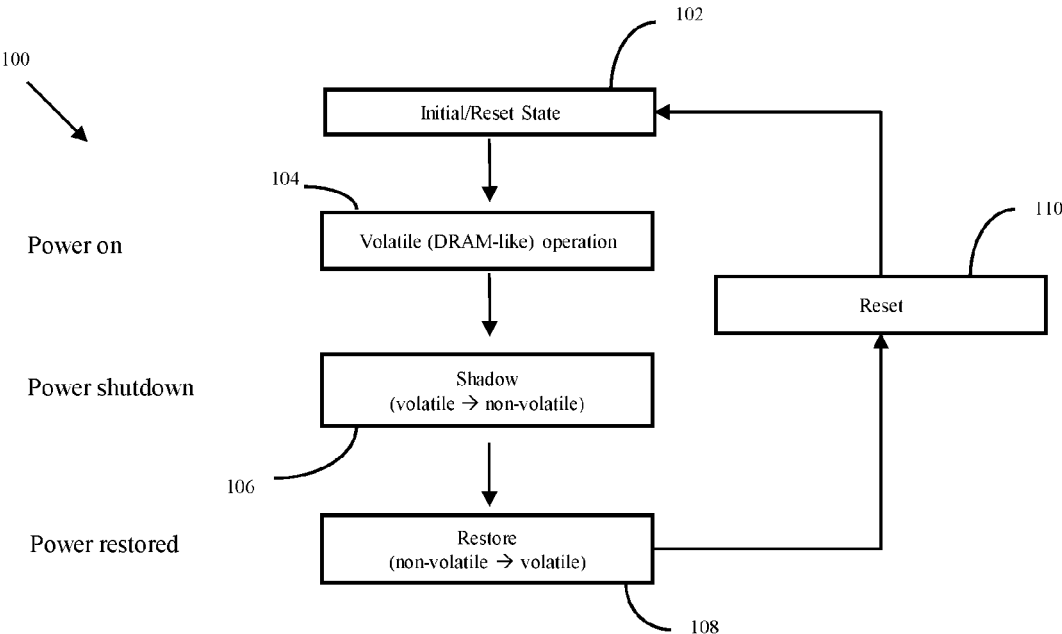 102
100
Initial/Reset State
104
110
Power on
Volatile (DRAM-like) operation
Reset
Power shutdown
Shadow
(volatile → non-volatile)
106
Power restored
Restore
(non-volatile → volatile)
108